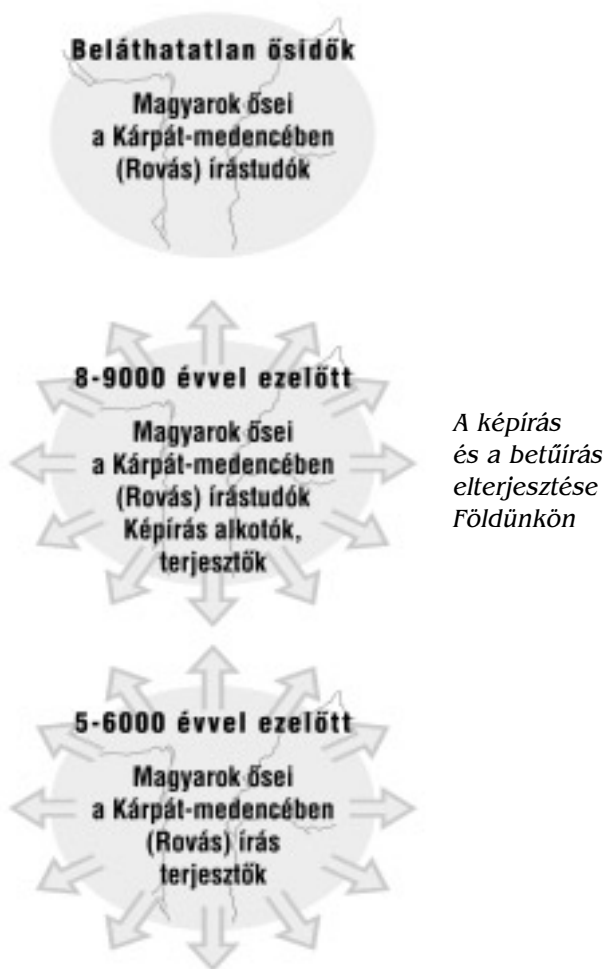 Beláthatatlan ősidők
Magyarok ősei
a Kárpát-medencében
(Rovás) írástudók
8-9000 évvel ezelőtt
Magyarok ősei
a Kárpát-medencében
(Rovás) írástudók
Képírás alkotók,
terjesztők
A képírás
és a betűírás
elterjesztése
Földünkön
5-6000 évvel ezelőtt
Magyarok ősei
a Kárpát-medencében
(Rovás) írás
terjesztők